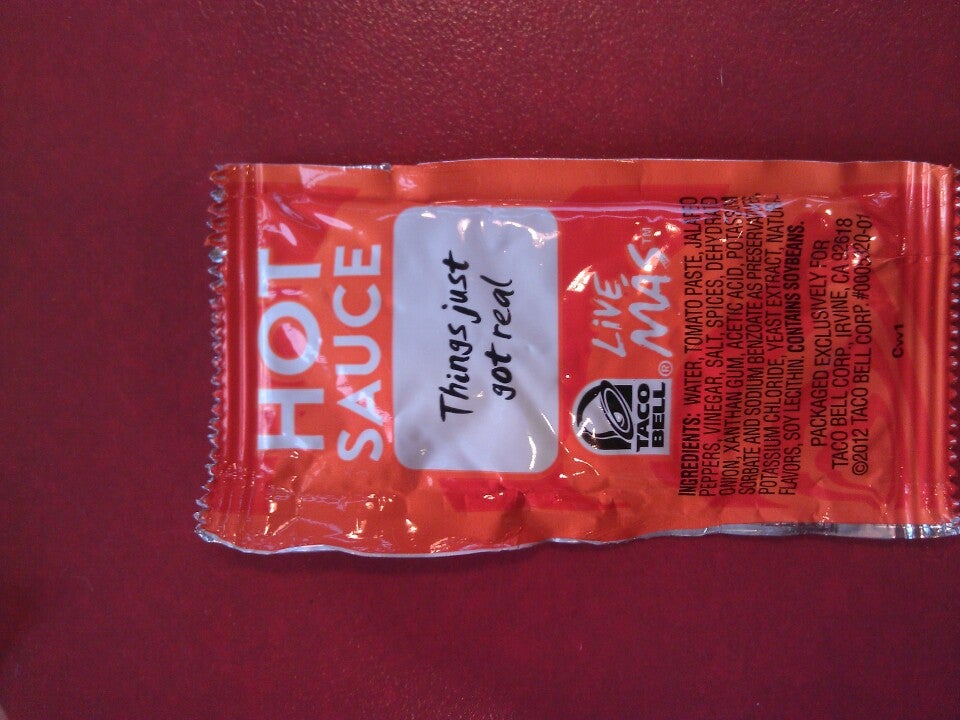 HOT
SAUCE
Things just
got real
LIVE
MÁS™
TACO
BELL®
INGREDIENTS: WATER, TOMATO PASTE, JALAPEÑO
PEPPERS, VINEGAR, SALT, SPICES, DEHYDRATED
ONION, XANTHAN GUM, ACETIC ACID, POTASSIUM
SORBATE AND SODIUM BENZOATE AS PRESERVATIVE,
POTASSIUM CHLORIDE, YEAST EXTRACT, NATURAL
FLAVORS, SOY LECITHIN. CONTAINS SOYBEANS.
PACKAGED EXCLUSIVELY FOR
TACO BELL CORP., IRVINE, CA 92618
©2012 TACO BELL CORP.